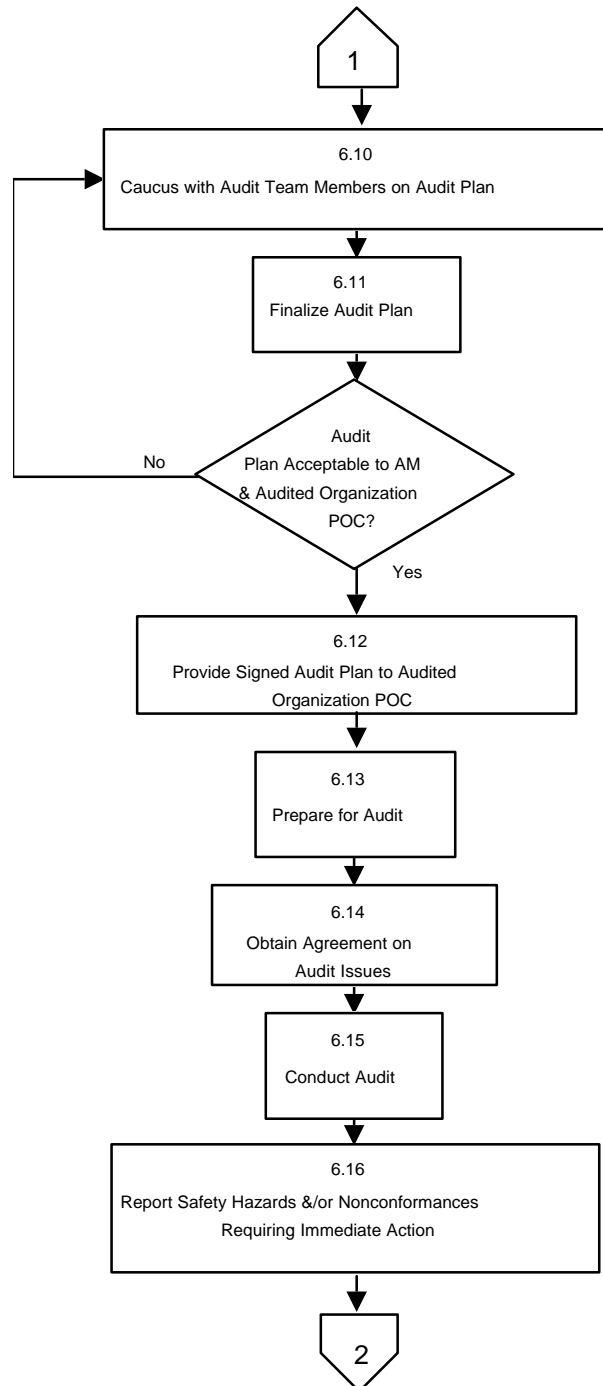 1
6.10
Caucus with Audit Team Members on Audit Plan
6.11
Finalize Audit Plan
Audit
Plan Acceptable to AM
& Audited Organization
POC?
No
Yes
6.12
Provide Signed Audit Plan to Audited
Organization POC
6.13
Prepare for Audit
6.14
Obtain Agreement on
Audit Issues
6.15
Conduct Audit
6.16
Report Safety Hazards &/or Nonconformances
Requiring Immediate Action
2